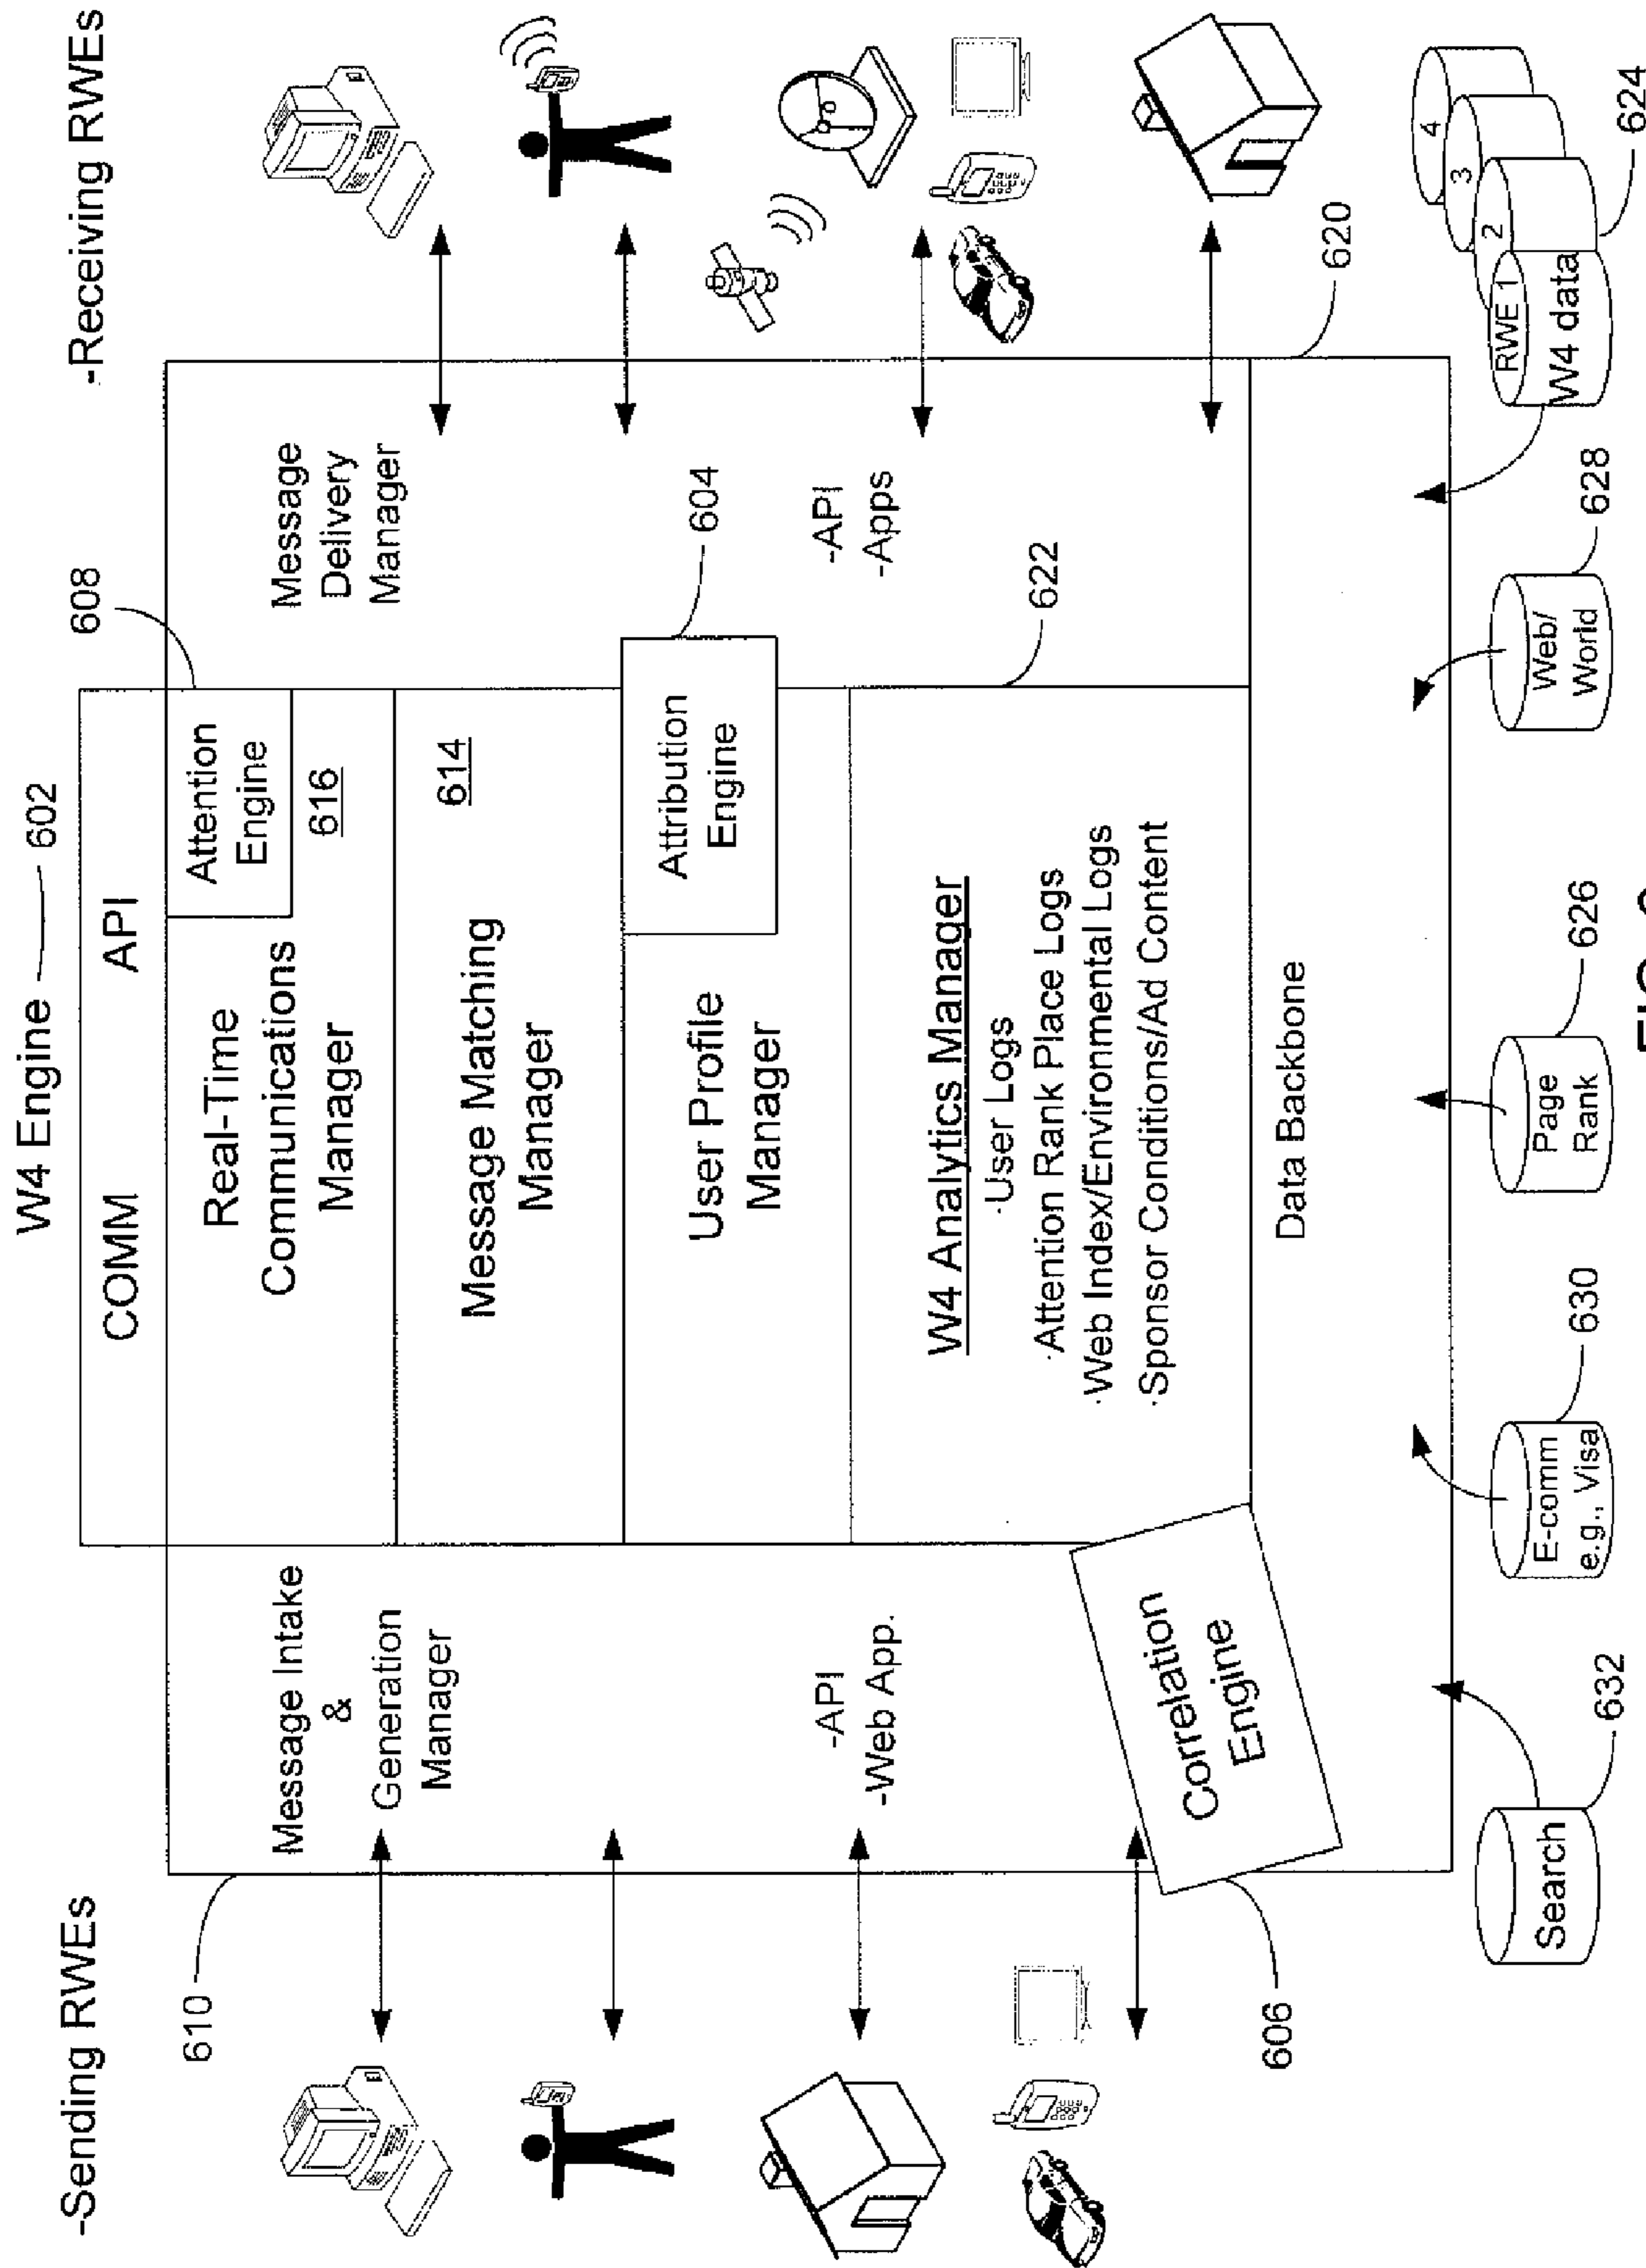 W4 Engine 602
-Sending RWEs
-Receiving RWEs
COMM API
608
610
Message Intake
&
Generation
Manager
-API
-Web App.
Real-Time
Communications
Manager
Attention
Engine
616
Message Matching
Manager
614
User Profile
Manager
Attribution
Engine
604
W4 Analytics Manager
·User Logs
·Attention Rank Place Logs
·Web Index/Environmental Logs
·Sponsor Conditions/Ad Content
622
Message
Delivery
Manager
-API
-Apps
Correlation
Engine
606
Data Backbone
620
Search
632
E-comm
e.g., Visa
630
Page
Rank
626
Web/
World
628
RWE 1
W4 data
2
3
4
624